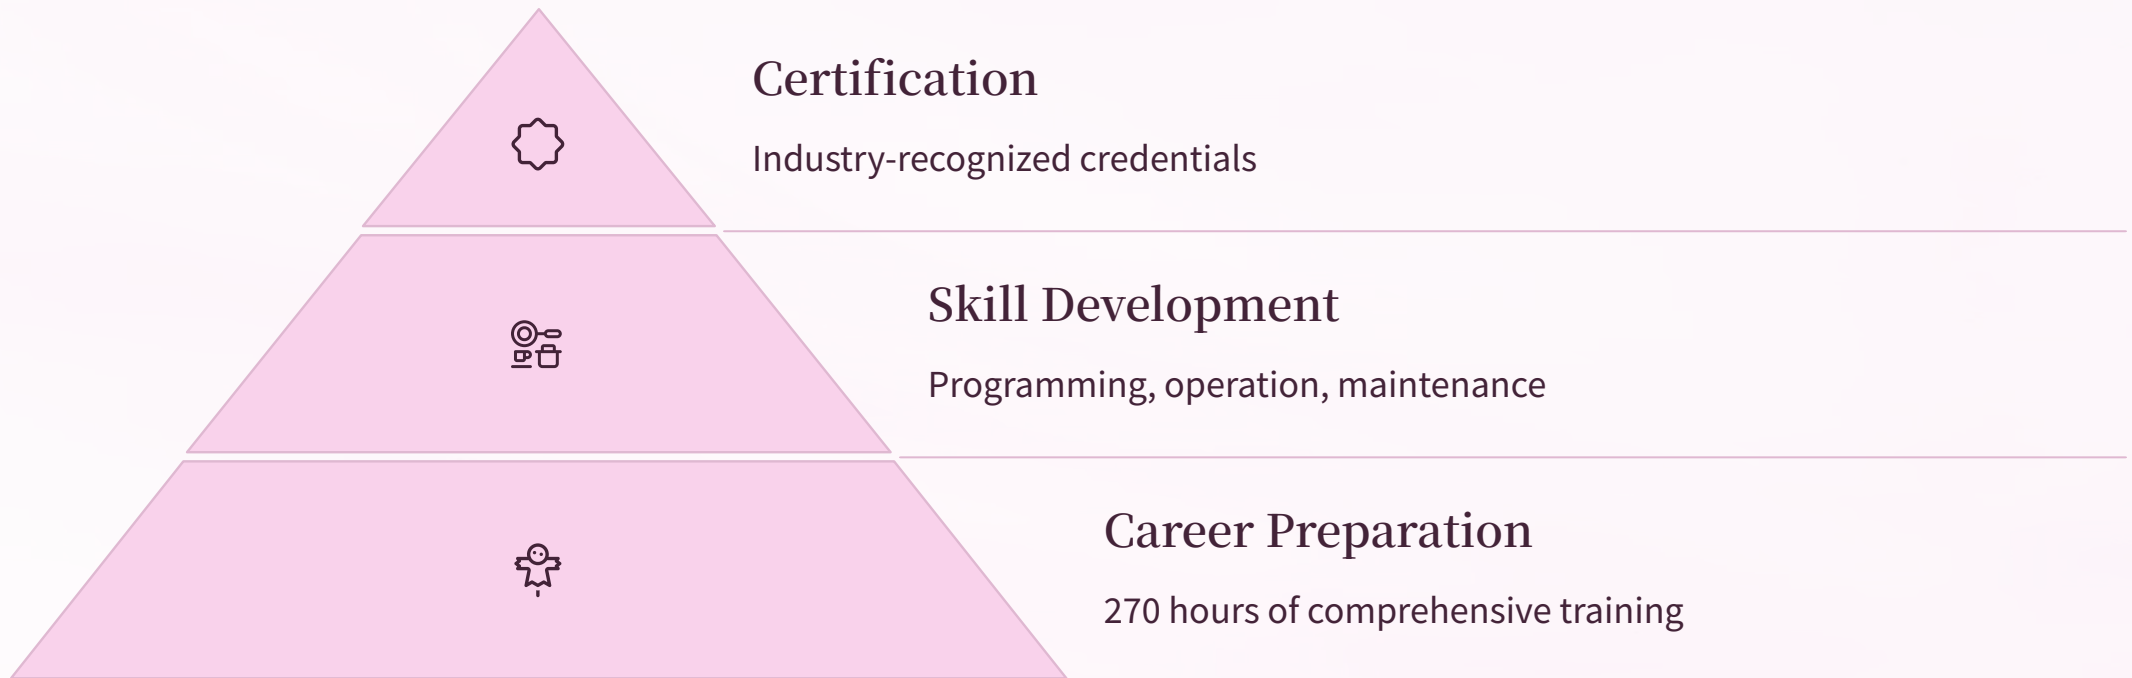 Certification
Industry-recognized credentials
Skill Development
Programming, operation, maintenance
Career Preparation
270 hours of comprehensive training